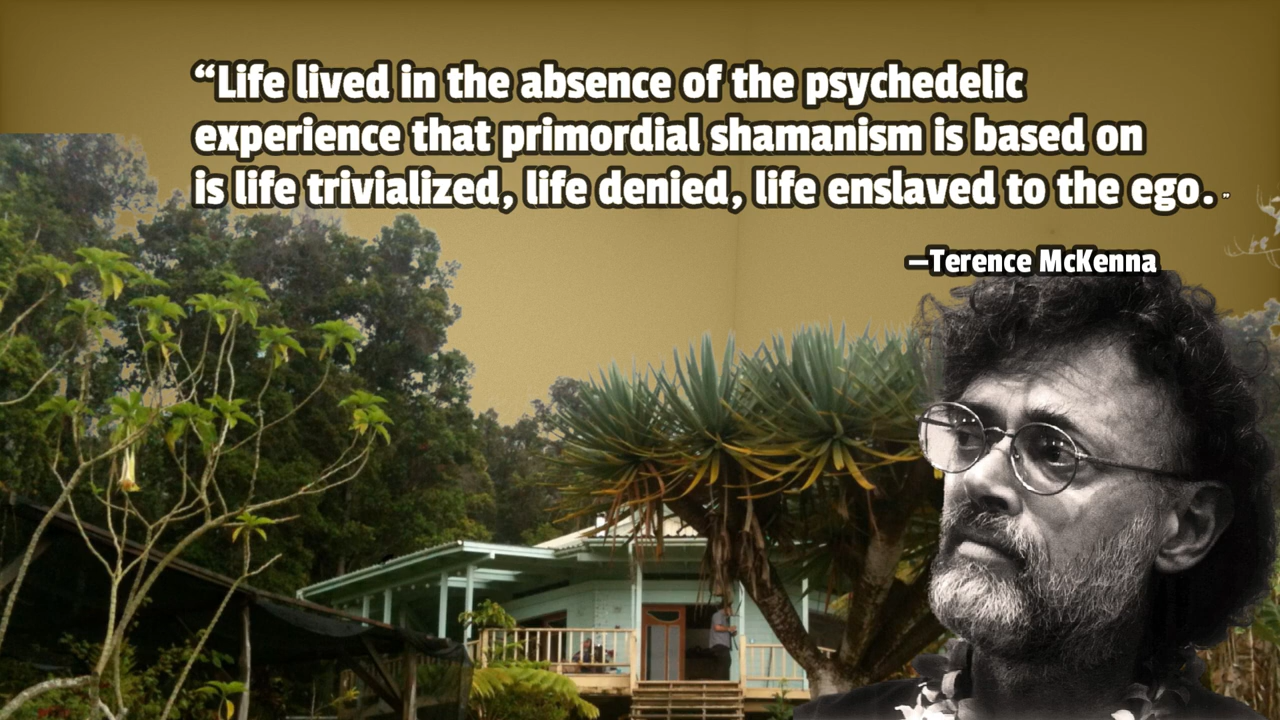 “Life lived in the absence of the psychedelic
experience that primordial shamanism is based on
is life trivialized, life denied, life enslaved to the ego.”
—Terence McKenna